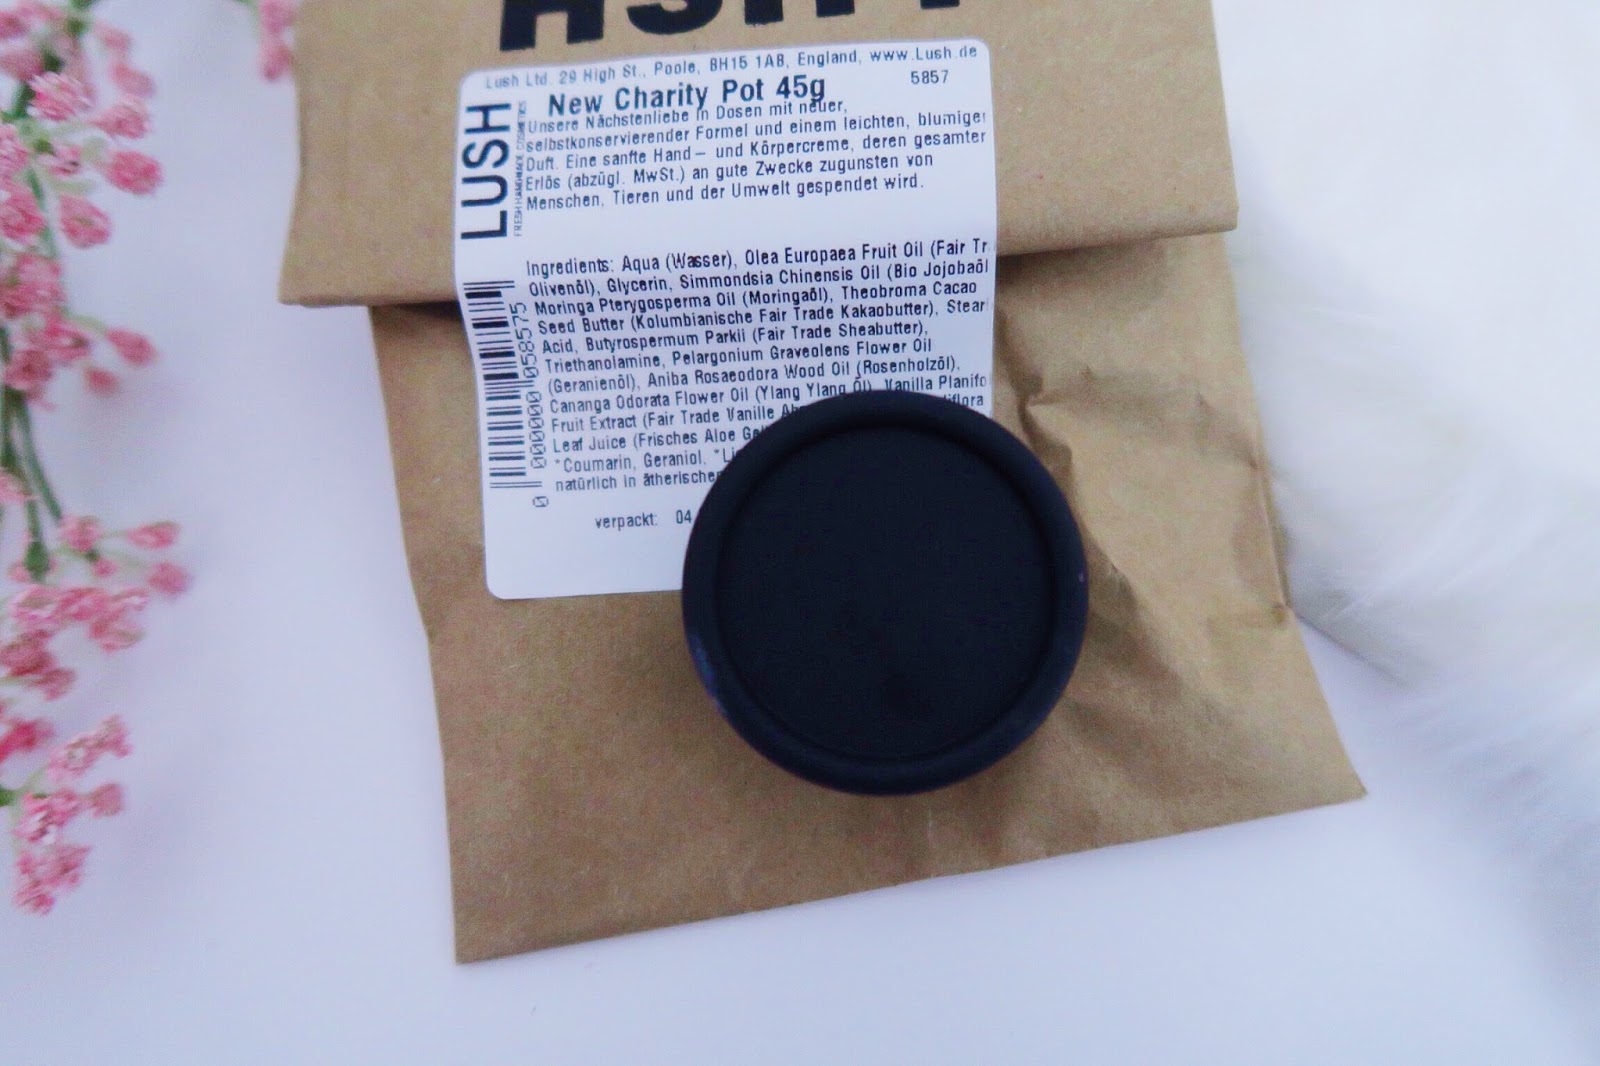 LUSH
Lush Ltd. 29 High St., Poole, BH15 1AB, England, www.Lush.de
New Charity Pot 45g
5857
LUSH
FRESH HANDMADE COSMETICS
Unsere Nächstenliebe in Dosen mit neuer,
selbstkonservierender Formel und einem leichten, blumigen
Duft. Eine sanfte Hand- und Körpercreme, deren gesamter
Erlös (abzügl. MwSt.) an gute Zwecke zugunsten von
Menschen, Tieren und der Umwelt gespendet wird.
Ingredients: Aqua (Wasser), Olea Europaea Fruit Oil (Fair Tr
Olivenöl), Glycerin, Simmondsia Chinensis Oil (Bio Jojobaöl
Moringa Pterygosperma Oil (Moringaöl), Theobroma Cacao
Seed Butter (Kolumbianische Fair Trade Kakaobutter), Stear
Acid, Butyrospermum Parkii (Fair Trade Sheabutter),
Triethanolamine, Pelargonium Graveolens Flower Oil
(Geranienöl), Aniba Rosaeodora Wood Oil (Rosenholzöl),
Cananga Odorata Flower Oil (Ylang Ylang Öl), Vanilla Planifo
Fruit Extract (Fair Trade Vanille
Leaf Juice (Frisches Aloe
*Coumarin, Geraniol,
natürlich in
verpackt: 04
0 000000 058575